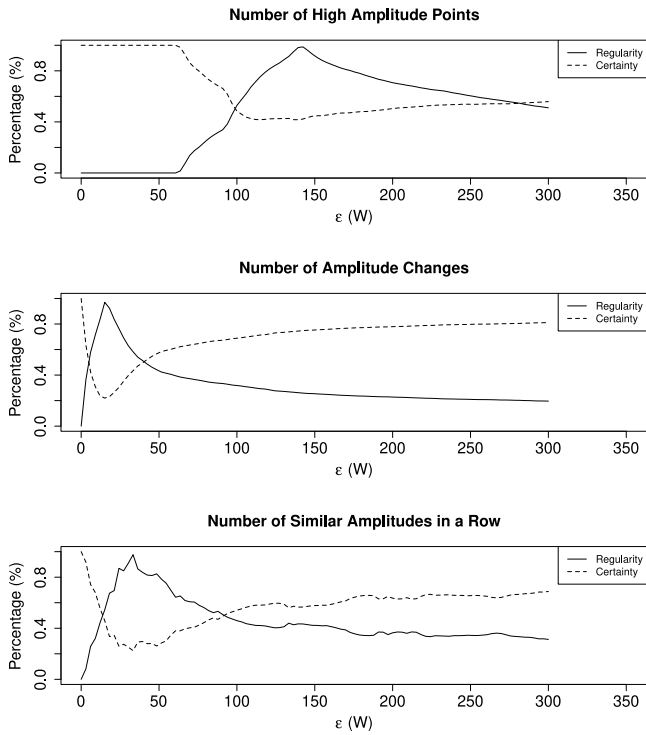 Number of High Amplitude Points
Regularity
Certainty
Percentage (%)
0.0 0.4 0.8
0 50 100 150 200 250 300 350
ε (W)
Number of Amplitude Changes
Regularity
Certainty
Percentage (%)
0.0 0.4 0.8
0 50 100 150 200 250 300 350
ε (W)
Number of Similar Amplitudes in a Row
Regularity
Certainty
Percentage (%)
0.0 0.4 0.8
0 50 100 150 200 250 300 350
ε (W)